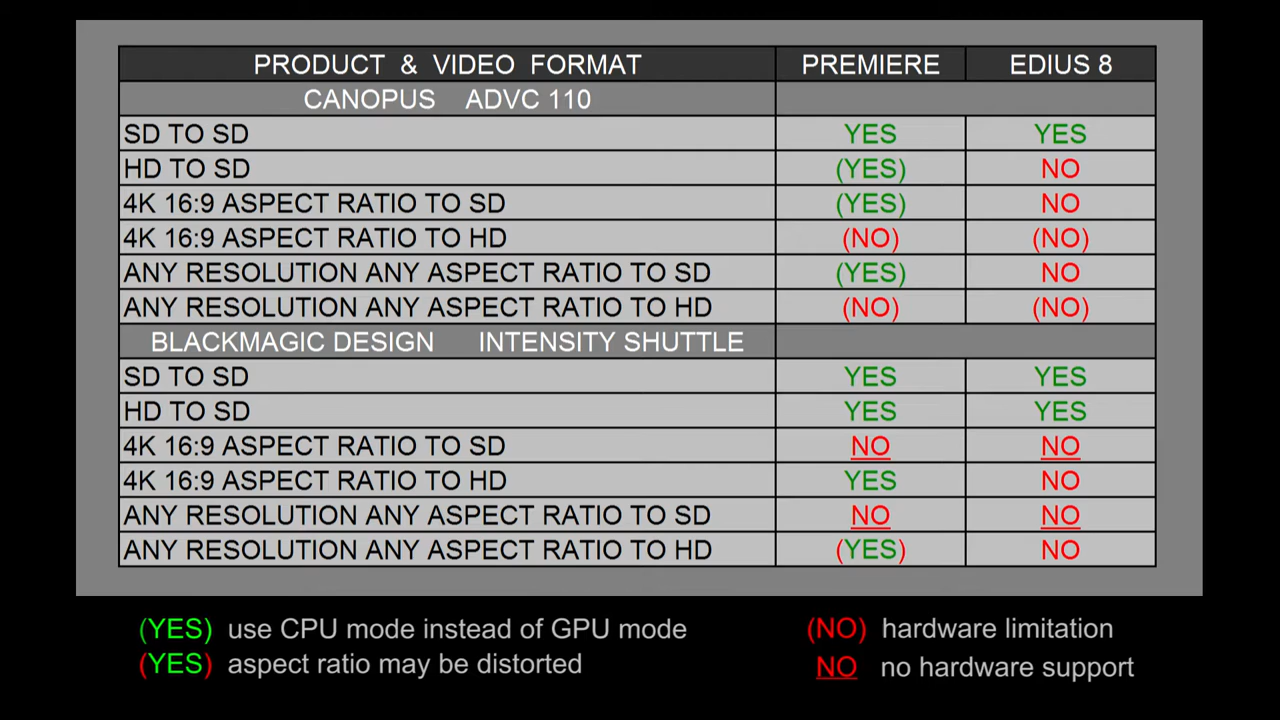 PRODUCT & VIDEO FORMAT PREMIERE EDIUS 8
CANOPUS ADVC 110
SD TO SD YES YES
HD TO SD (YES) NO
4K 16:9 ASPECT RATIO TO SD (YES) NO
4K 16:9 ASPECT RATIO TO HD (NO) (NO)
ANY RESOLUTION ANY ASPECT RATIO TO SD (YES) NO
ANY RESOLUTION ANY ASPECT RATIO TO HD (NO) (NO)
BLACKMAGIC DESIGN INTENSITY SHUTTLE
SD TO SD YES YES
HD TO SD YES YES
4K 16:9 ASPECT RATIO TO SD NO NO
4K 16:9 ASPECT RATIO TO HD YES NO
ANY RESOLUTION ANY ASPECT RATIO TO SD NO NO
ANY RESOLUTION ANY ASPECT RATIO TO HD (YES) NO
(YES) use CPU mode instead of GPU mode (NO) hardware limitation
(YES) aspect ratio may be distorted NO no hardware support